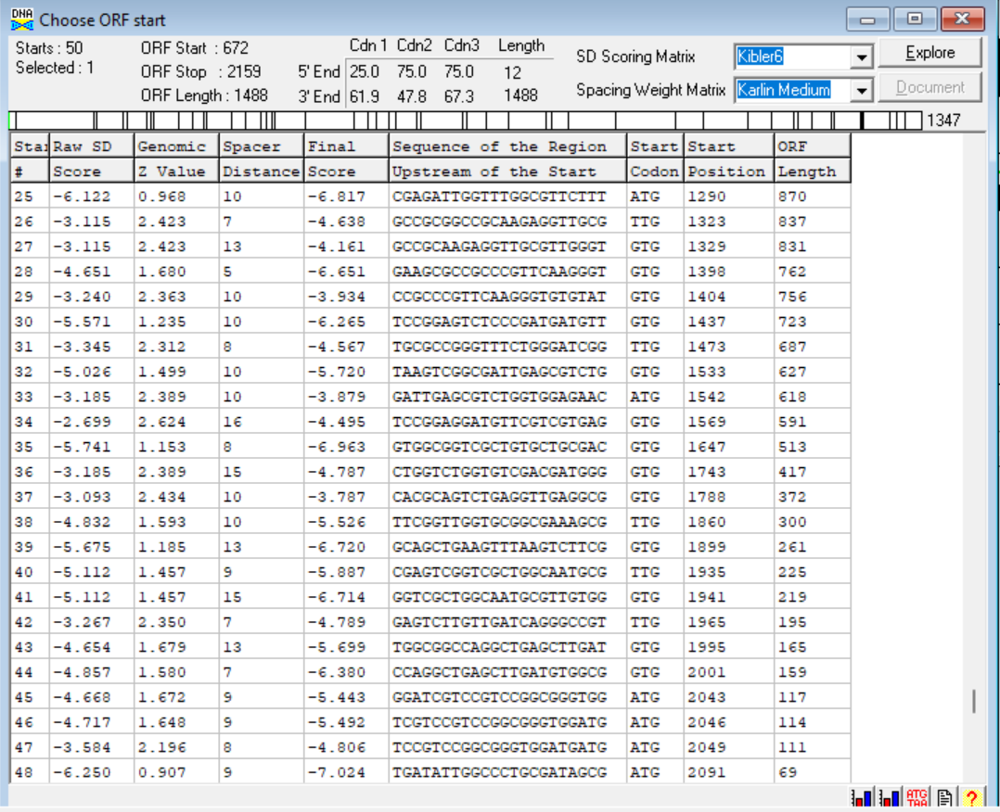 DNA Choose ORF start
Starts : 50 ORF Start : 672 Cdn 1 Cdn2 Cdn3 Length SD Scoring Matrix Kibler6 Explore
Selected : 1 ORF Stop : 2159 5' End 25.0 75.0 75.0 12
ORF Length : 1488 3' End 61.9 47.8 67.3 1488 Spacing Weight Matrix Karlin Medium Document
1347
Star Raw SD Genomic Spacer Final Sequence of the Region Start Start ORF
# Score Z Value Distance Score Upstream of the Start Codon Position Length
25 -6.122 0.968 10 -6.817 CGAGATTGGTTTGGCGTTCTTT ATG 1290 870
26 -3.115 2.423 7 -4.638 GCCGCGGCCGCAAGAGGTTGCG TTG 1323 837
27 -3.115 2.423 13 -4.161 GCCGCAAGAGGTTGCGTTGGGT GTG 1329 831
28 -4.651 1.680 5 -6.651 GAAGCGCCGCCCGTTCAAGGGT GTG 1398 762
29 -3.240 2.363 10 -3.934 CCGCCCGTTCAAGGGTGTGTAT GTG 1404 756
30 -5.571 1.235 10 -6.265 TCCGGAGTCTCCCGATGATGTT GTG 1437 723
31 -3.345 2.312 8 -4.567 TGCGCCGGGTTTCTGGGATCGG TTG 1473 687
32 -5.026 1.499 10 -5.720 TAAGTCGGCGATTGAGCGTCTG GTG 1533 627
33 -3.185 2.389 10 -3.879 GATTGAGCGTCTGGTGGAGAAC ATG 1542 618
34 -2.699 2.624 16 -4.495 TCCGGAGGATGTTCGTCGTGAG GTG 1569 591
35 -5.741 1.153 8 -6.963 GTGGCGGTCGCTGTGCTGCGAC GTG 1647 513
36 -3.185 2.389 15 -4.787 CTGGTCTGGTGTCGACGATGGG GTG 1743 417
37 -3.093 2.434 10 -3.787 CACGCAGTCTGAGGTTGAGGCG GTG 1788 372
38 -4.832 1.593 10 -5.526 TTCGGTTGGTGCGGCGAAAGCG TTG 1860 300
39 -5.675 1.185 13 -6.720 GCAGCTGAAGTTTAAGTCTTCG GTG 1899 261
40 -5.112 1.457 9 -5.887 CGAGTCGGTCGCTGGCAATGCG TTG 1935 225
41 -5.112 1.457 15 -6.714 GGTCGCTGGCAATGCGTTGTGG GTG 1941 219
42 -3.267 2.350 7 -4.789 GAGTCTTGTTGATCAGGGCCGT TTG 1965 195
43 -4.654 1.679 13 -5.699 TGGCGGCCAGGCTGAGCTTGAT GTG 1995 165
44 -4.857 1.580 7 -6.380 CCAGGCTGAGCTTGATGTGGCG GTG 2001 159
45 -4.668 1.672 9 -5.443 GGATCGTCCGTCCGGCGGGTGG ATG 2043 117
46 -4.717 1.648 9 -5.492 TCGTCCGTCCGGCGGGTGGATG ATG 2046 114
47 -3.584 2.196 8 -4.806 TCCGTCCGGCGGGTGGATGATG ATG 2049 111
48 -6.250 0.907 9 -7.024 TGATATTGGCCCTGCGATAGCG ATG 2091 69
ATG
TAA ?